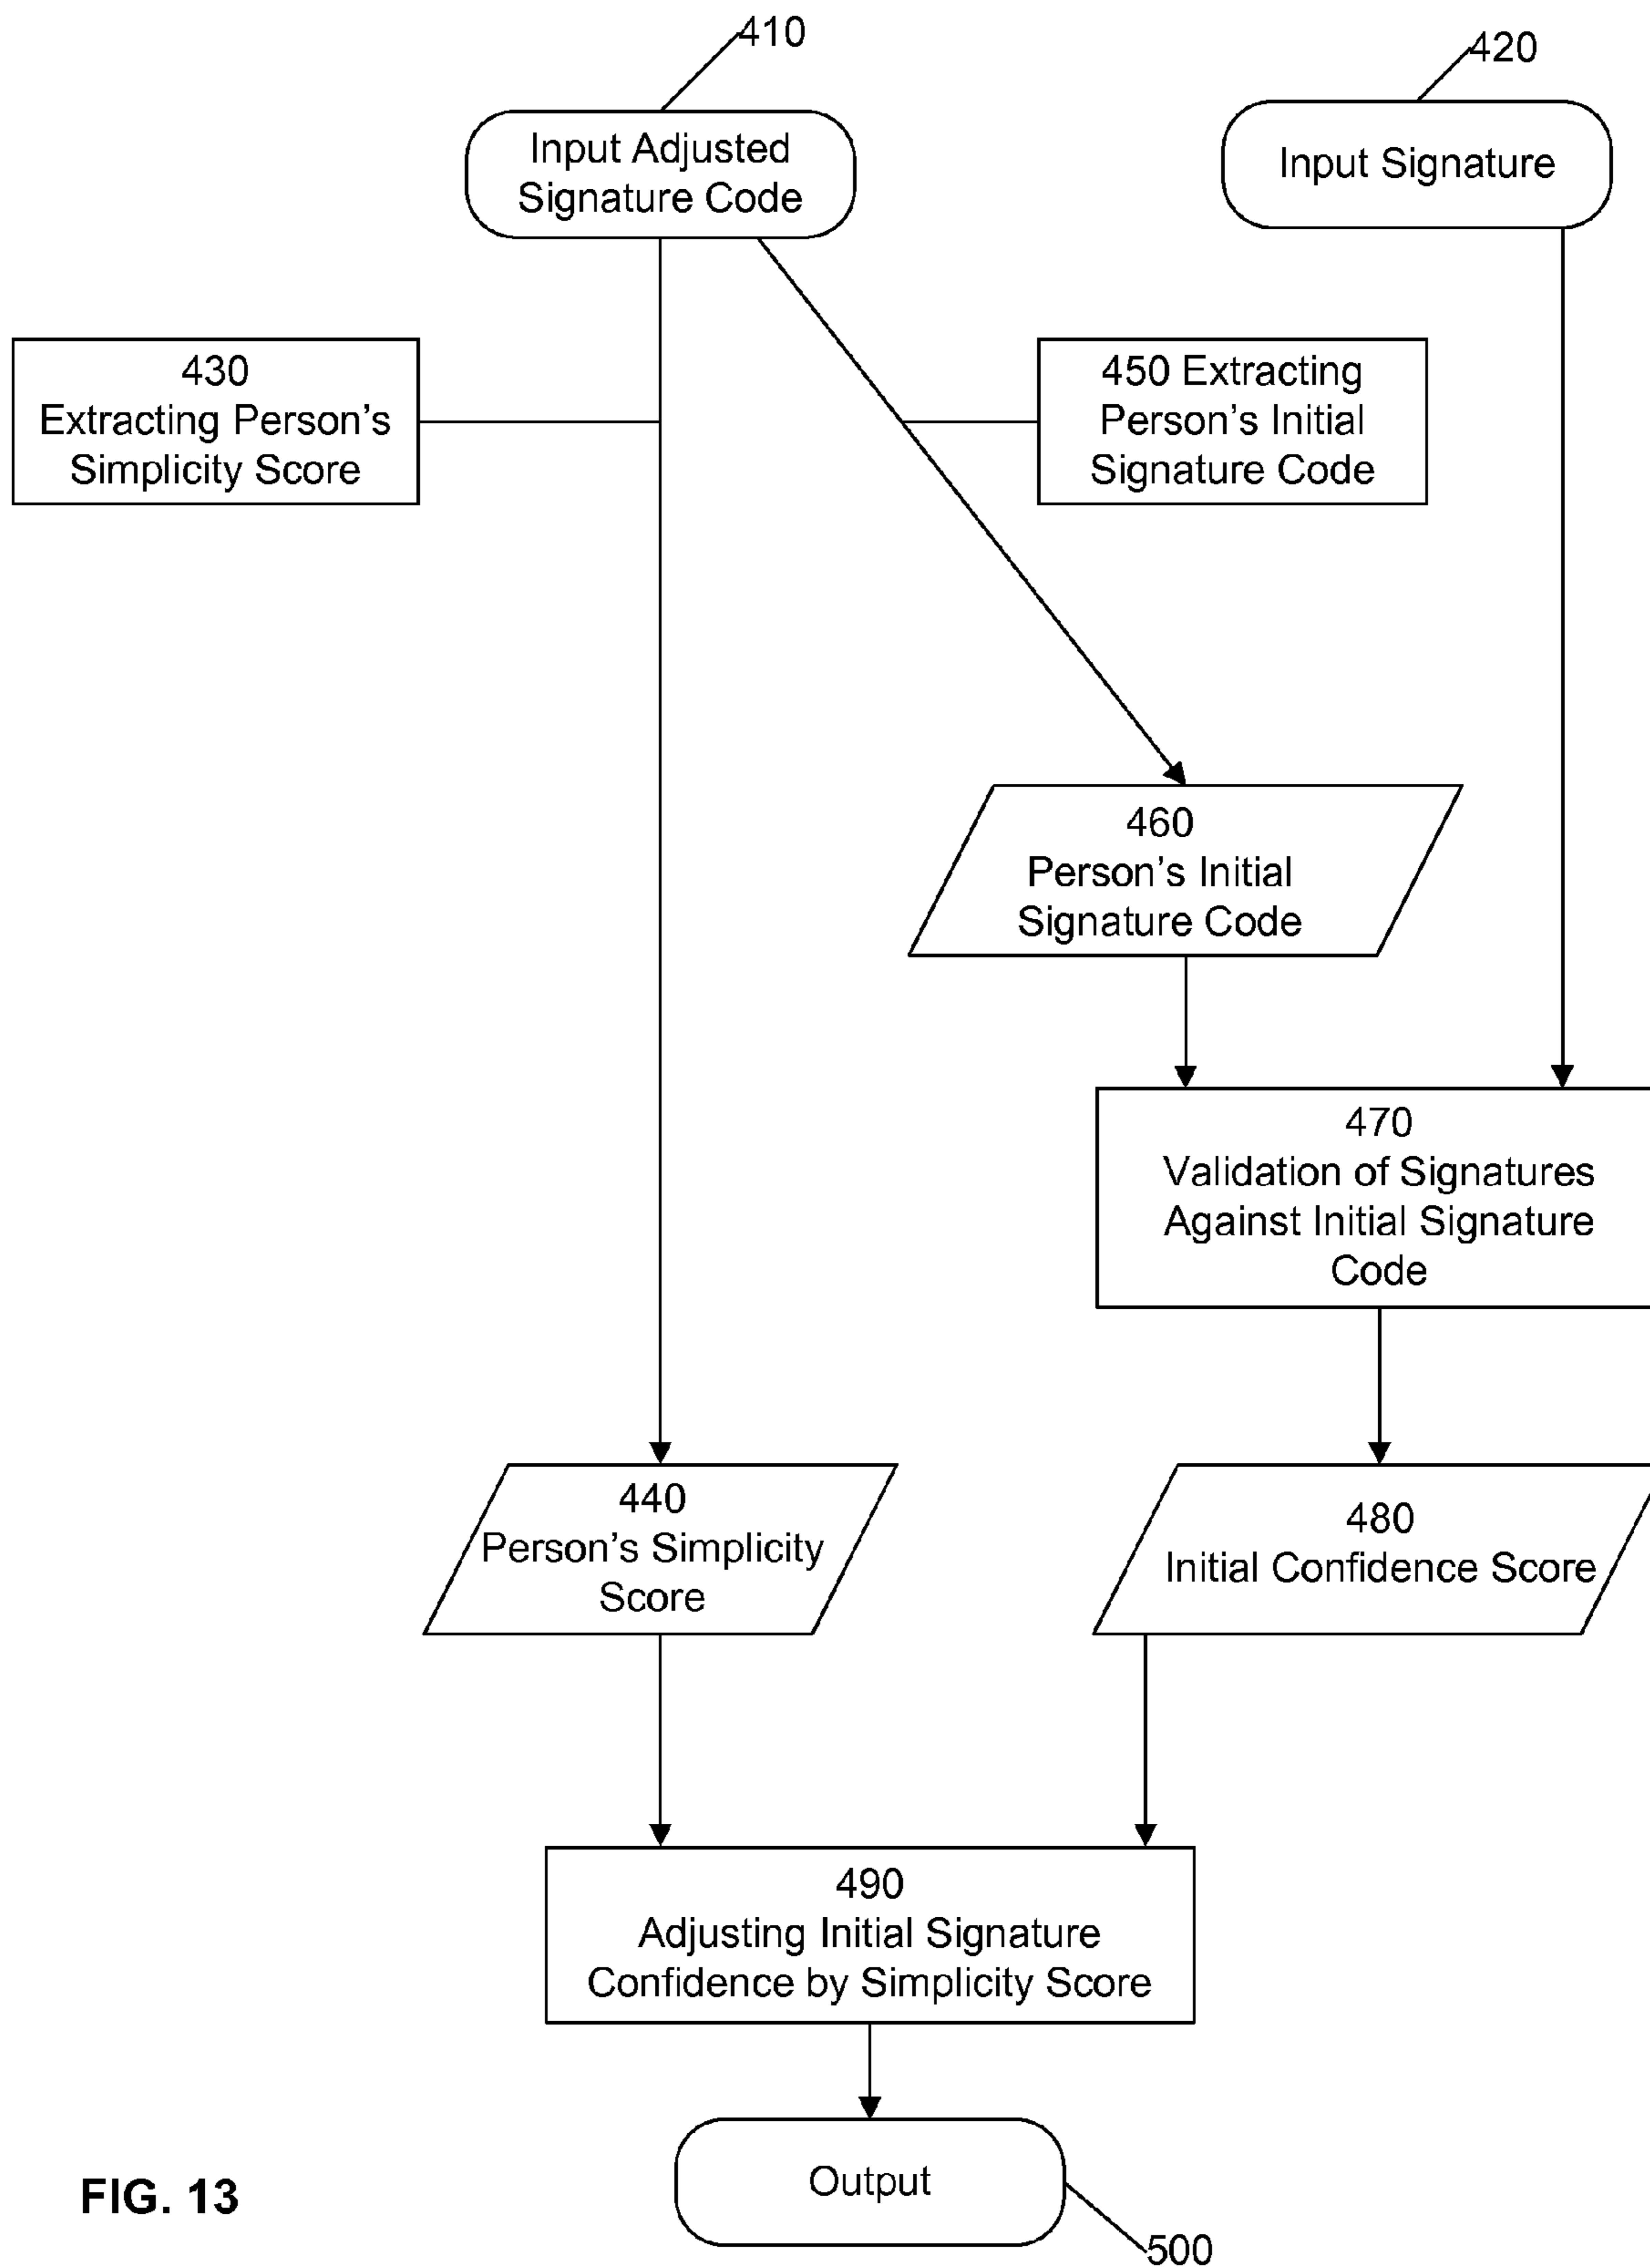 410
420
Input Adjusted
Signature Code
Input Signature
430
Extracting Person's
Simplicity Score
450 Extracting
Person's Initial
Signature Code
460
Person's Initial
Signature Code
470
Validation of Signatures
Against Initial Signature
Code
440
Person's Simplicity
Score
480
Initial Confidence Score
490
Adjusting Initial Signature
Confidence by Simplicity Score
Output
FIG. 13
500